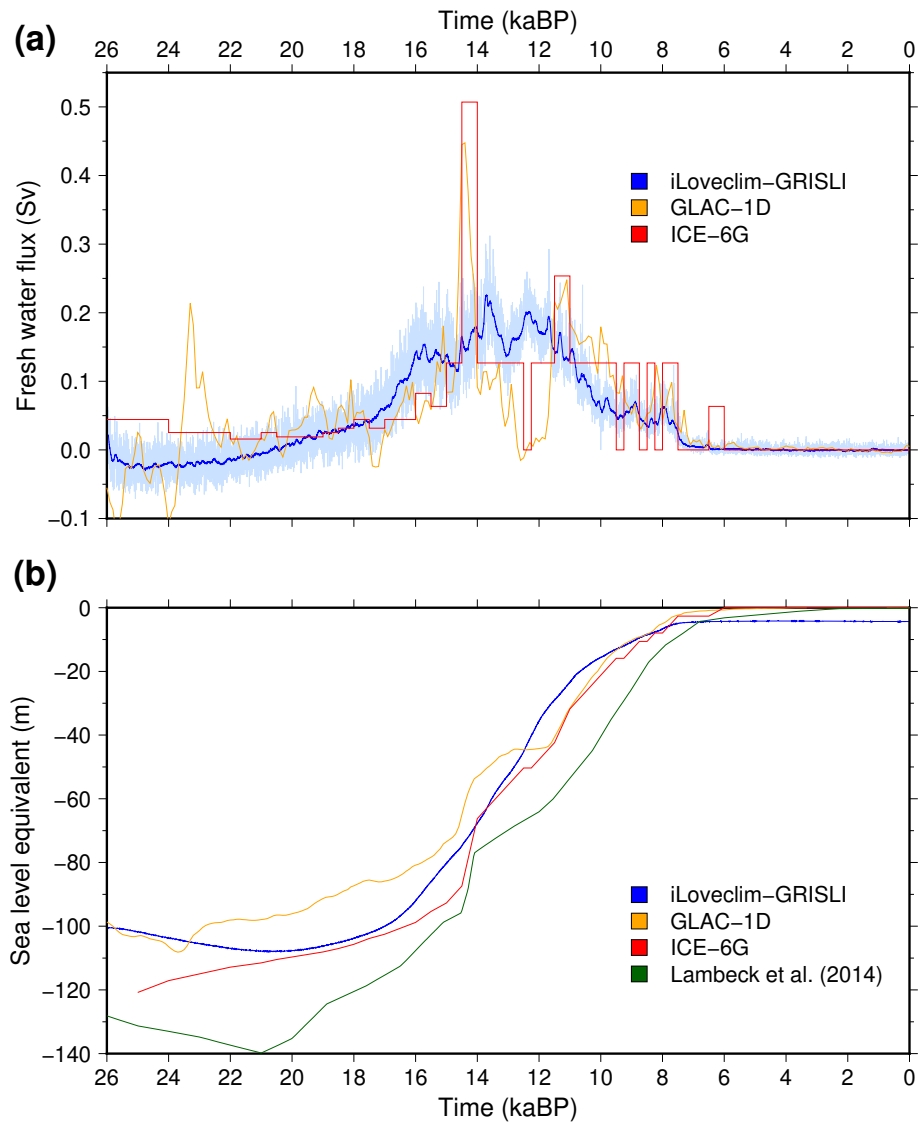 Time (kaBP)
(a)
26 24 22 20 18 16 14 12 10 8 6 4 2 0
0.5
0.4
0.3
0.2
0.1
0.0
−0.1
Fresh water flux (Sv)
iLoveclim−GRISLI
GLAC−1D
ICE−6G
(b)
0
−20
−40
−60
−80
−100
−120
−140
Sea level equivalent (m)
iLoveclim−GRISLI
GLAC−1D
ICE−6G
Lambeck et al. (2014)
26 24 22 20 18 16 14 12 10 8 6 4 2 0
Time (kaBP)